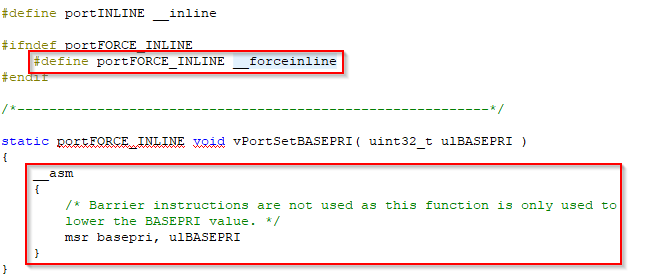 #define portINLINE __inline
#ifndef portFORCE_INLINE
#define portFORCE_INLINE __forceinline
#endif
/*-----------------------------------------------------------*/
static portFORCE_INLINE void vPortSetBASEPRI( uint32_t ulBASEPRI )
{
__asm
{
/* Barrier instructions are not used as this function is only used to
lower the BASEPRI value. */
msr basepri, ulBASEPRI
}
}